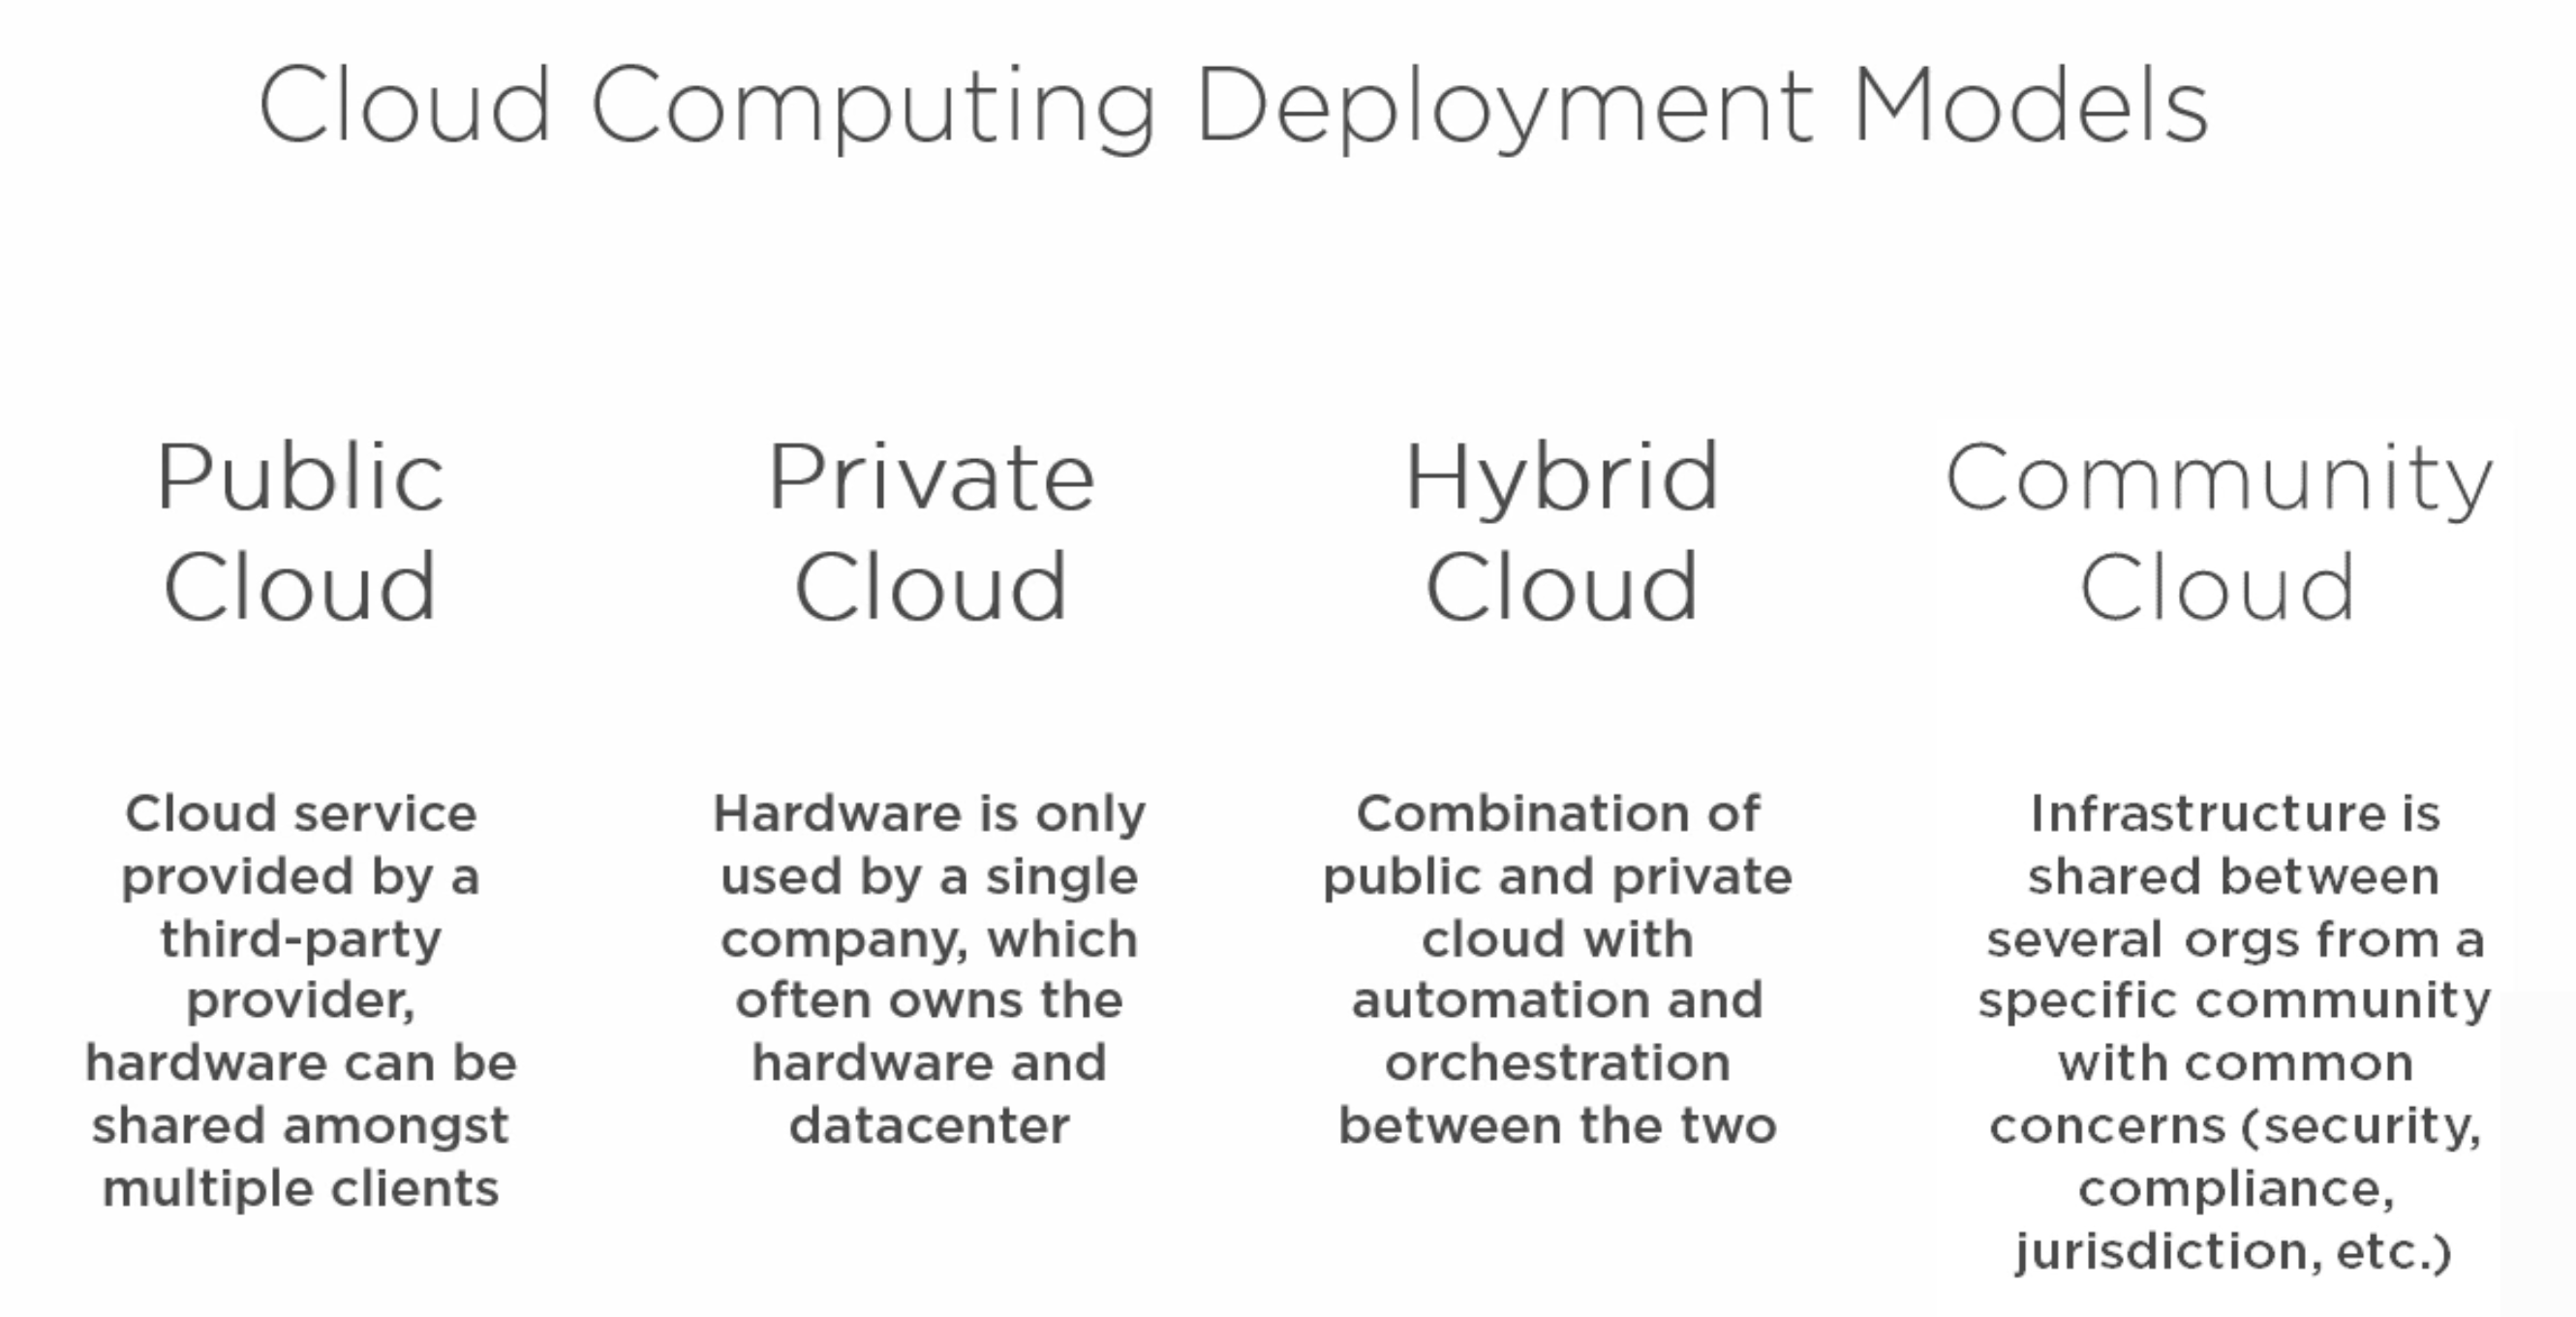 Cloud Computing Deployment Models
Public
Cloud
Cloud service
provided by a
third-party
provider,
hardware can be
shared amongst
multiple clients
Private
Cloud
Hardware is only
used by a single
company, which
often owns the
hardware and
datacenter
Hybrid
Cloud
Combination of
public and private
cloud with
automation and
orchestration
between the two
Community
Cloud
Infrastructure is
shared between
several orgs from a
specific community
with common
concerns (security,
compliance,
jurisdiction, etc.)